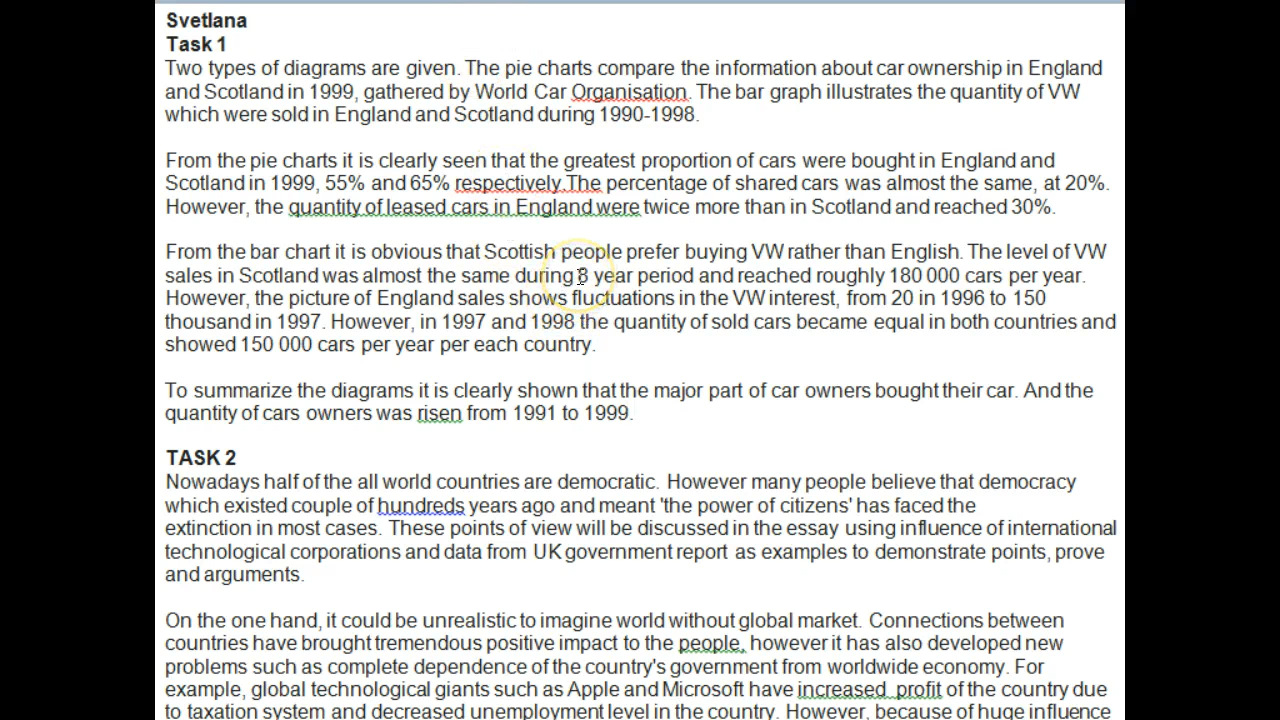 Svetlana
Task 1
Two types of diagrams are given. The pie charts compare the information about car ownership in England
and Scotland in 1999, gathered by World Car Organisation. The bar graph illustrates the quantity of VW
which were sold in England and Scotland during 1990-1998.
From the pie charts it is clearly seen that the greatest proportion of cars were bought in England and
Scotland in 1999, 55% and 65% respectively.The percentage of shared cars was almost the same, at 20%.
However, the quantity of leased cars in England were twice more than in Scotland and reached 30%.
From the bar chart it is obvious that Scottish people prefer buying VW rather than English. The level of VW
sales in Scotland was almost the same during 8 year period and reached roughly 180 000 cars per year.
However, the picture of England sales shows fluctuations in the VW interest, from 20 in 1996 to 150
thousand in 1997. However, in 1997 and 1998 the quantity of sold cars became equal in both countries and
showed 150 000 cars per year per each country.
To summarize the diagrams it is clearly shown that the major part of car owners bought their car. And the
quantity of cars owners was risen from 1991 to 1999.
TASK 2
Nowadays half of the all world countries are democratic. However many people believe that democracy
which existed couple of hundreds years ago and meant 'the power of citizens' has faced the
extinction in most cases. These points of view will be discussed in the essay using influence of international
technological corporations and data from UK government report as examples to demonstrate points, prove
and arguments.
On the one hand, it could be unrealistic to imagine world without global market. Connections between
countries have brought tremendous positive impact to the people, however it has also developed new
problems such as complete dependence of the country's government from worldwide economy. For
example, global technological giants such as Apple and Microsoft have increased profit of the country due
to taxation system and decreased unemployment level in the country. However, because of huge influence